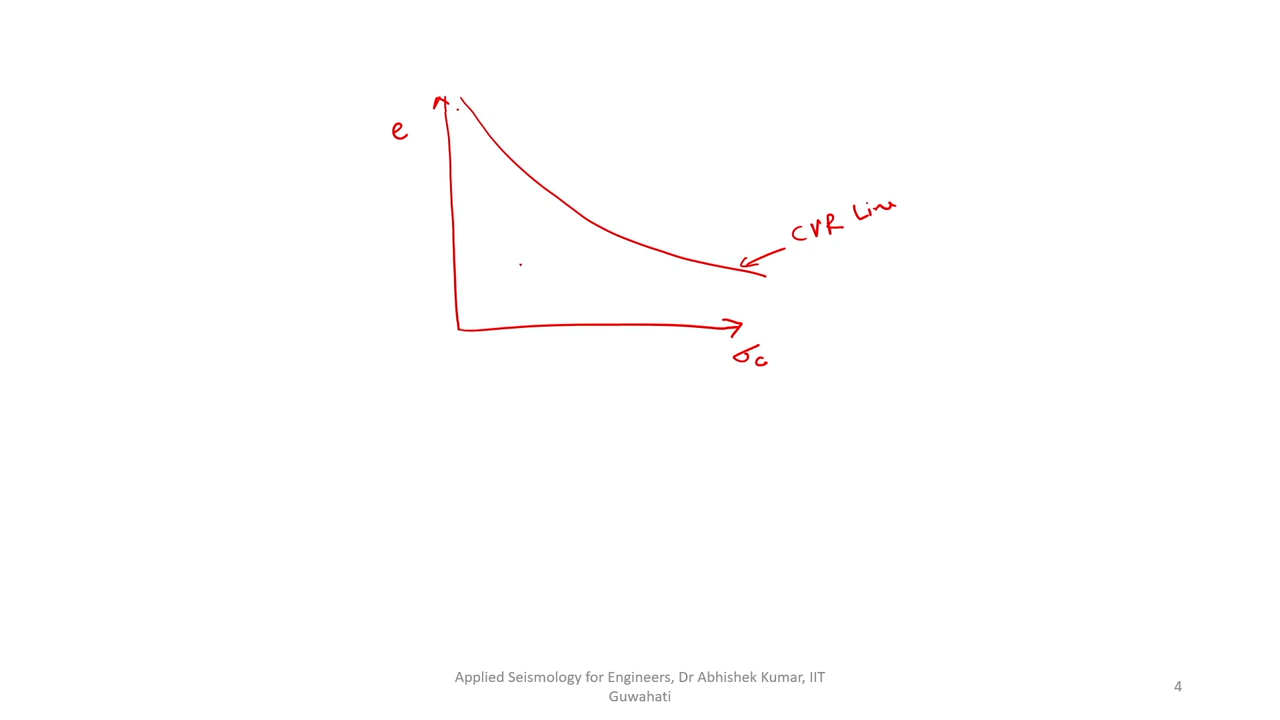 e
CVR Line
σc
Applied Seismology for Engineers, Dr Abhishek Kumar, IIT
Guwahati
4